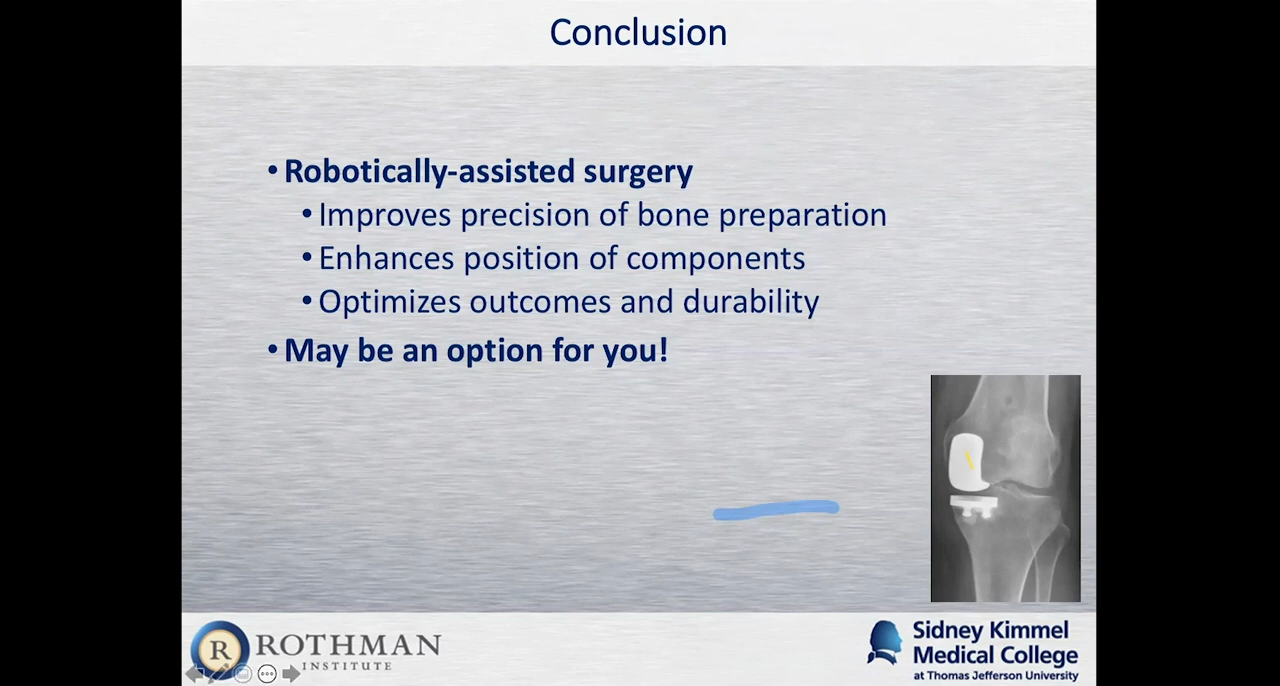 Conclusion
• Robotically-assisted surgery
• Improves precision of bone preparation
• Enhances position of components
• Optimizes outcomes and durability
• May be an option for you!
R
ROTHMAN
INSTITUTE
Sidney Kimmel
Medical College
at Thomas Jefferson University